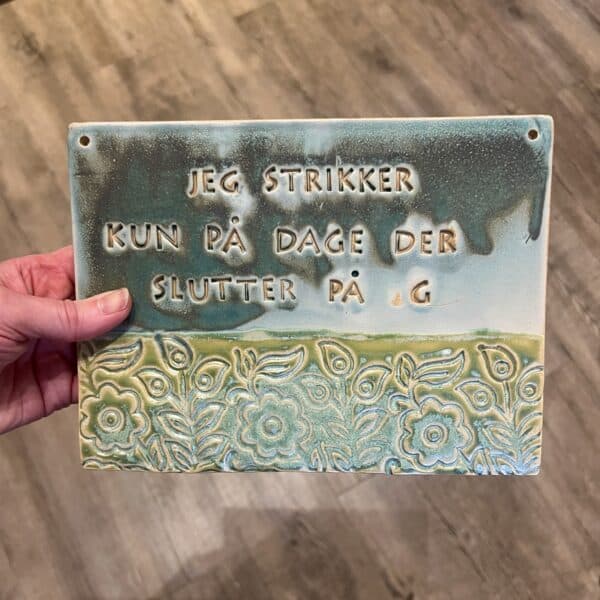 JEG STRIKKER
KUN PÅ DAGE DER
SLUTTER PÅ G